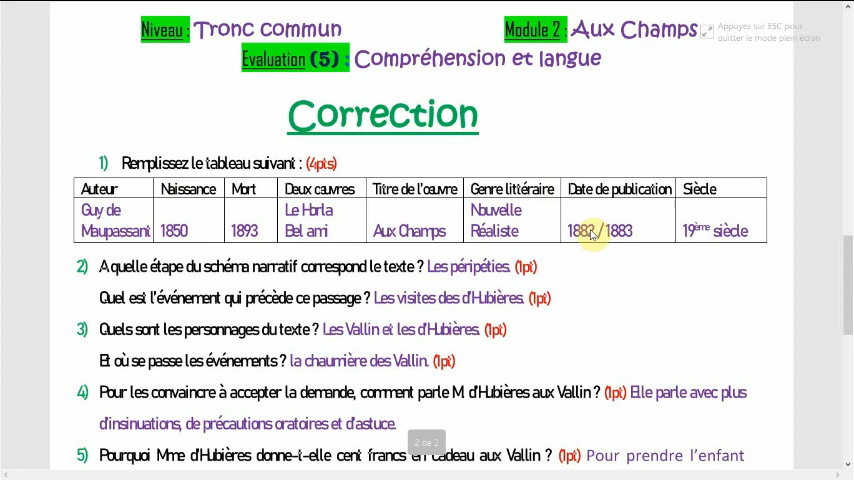 Niveau : Tronc commun
Module 2 : Aux Champs
Appuyez sur ESC pour
quitter le mode plein écran
Evaluation (5) : Compréhension et langue
Correction
1) Remplissez le tableau suivant : (4pts)
Auteur Naissance Mort Deux œuvres Titre de l'œuvre Genre littéraire Date de publication Siècle
Guy de Le Horla Nouvelle
Maupassant 1850 1893 Bel ami Aux Champs Réaliste 1882/1883 19ème siècle
2) A quelle étape du schéma narratif correspond le texte ? Les péripéties. (1pt)
Quel est l'événement qui précède ce passage ? Les visites des d'Hubières. (1pt)
3) Quels sont les personnages du texte ? Les Vallin et les d'Hubières. (1pt)
Et où se passe les événements ? la chaumière des Vallin. (1pt)
4) Pour les convaincre à accepter la demande, comment parle M. d'Hubières aux Vallin ? (1pt) Elle parle avec plus
d'insinuations, de précautions oratoires et d'astuce.
2 de 2
5) Pourquoi Mme d'Hubières donne-t-elle cent francs en cadeau aux Vallin ? (1pt) Pour prendre l'enfant